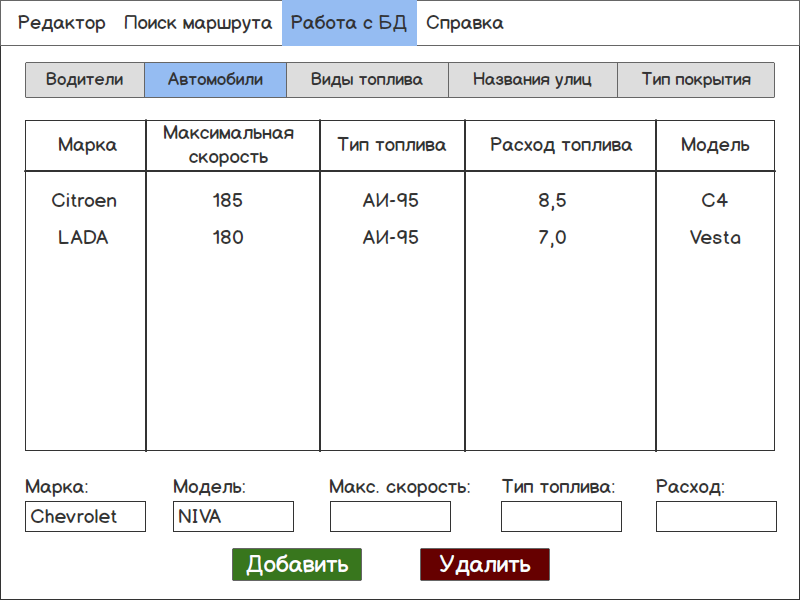 Редактор Поиск маршрута Работа с БД Справка
Водители Автомобили Виды топлива Названия улиц Тип покрытия
Марка Максимальная скорость Тип топлива Расход топлива Модель
Citroen 185 АИ-95 8,5 C4
LADA 180 АИ-95 7,0 Vesta
Марка: Модель: Макс. скорость: Тип топлива: Расход:
Chevrolet NIVA
Добавить Удалить